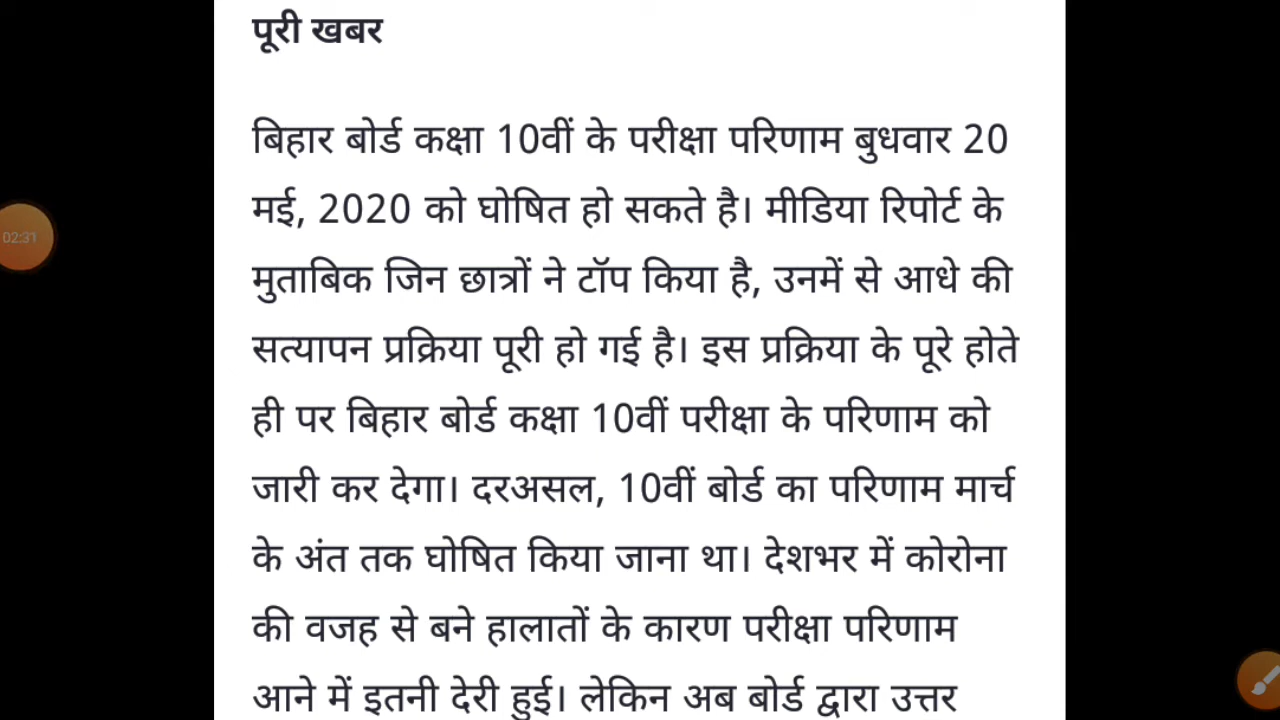 पूरी खबर
बिहार बोर्ड कक्षा 10वीं के परीक्षा परिणाम बुधवार 20
मई, 2020 को घोषित हो सकते है। मीडिया रिपोर्ट के
मुताबिक जिन छात्रों ने टॉप किया है, उनमें से आधे की
सत्यापन प्रक्रिया पूरी हो गई है। इस प्रक्रिया के पूरे होते
ही पर बिहार बोर्ड कक्षा 10वीं परीक्षा के परिणाम को
जारी कर देगा। दरअसल, 10वीं बोर्ड का परिणाम मार्च
के अंत तक घोषित किया जाना था। देशभर में कोरोना
की वजह से बने हालातों के कारण परीक्षा परिणाम
आने में इतनी देरी हुई। लेकिन अब बोर्ड द्वारा उत्तर
02:31